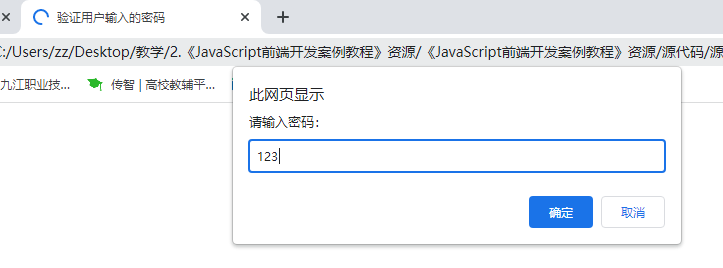 验证用户输入的密码
C:/Users/zz/Desktop/教学/2.《JavaScript前端开发案例教程》资源/《JavaScript前端开发案例教程》资源/源代码/源
九江职业技... 传智 | 高校教辅平...
此网页显示
请输入密码：
123
确定 取消